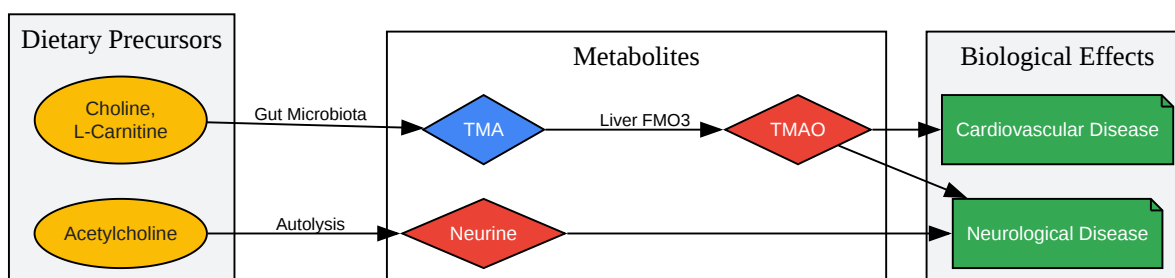 Dietary Precursors
Metabolites
Biological Effects
Choline,
L-Carnitine
Gut Microbiota
TMA
Liver FMO3
TMAO
Cardiovascular Disease
Acetylcholine
Autolysis
Neurine
Neurological Disease